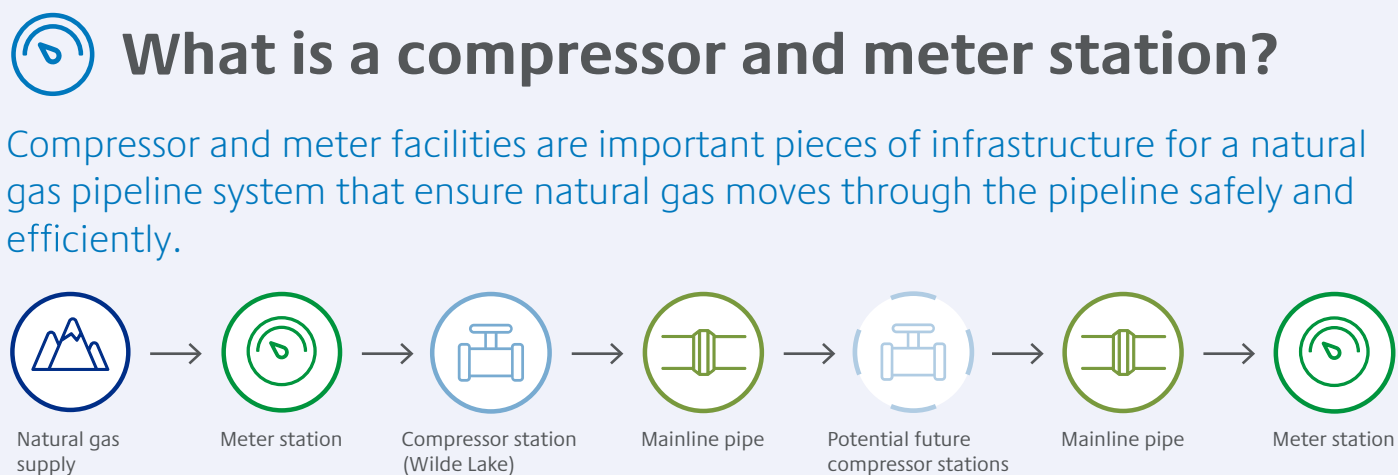 What is a compressor and meter station?
Compressor and meter facilities are important pieces of infrastructure for a natural
gas pipeline system that ensure natural gas moves through the pipeline safely and
efficiently.
Natural gas
supply
Meter station
Compressor station
(Wilde Lake)
Mainline pipe
Potential future
compressor stations
Mainline pipe
Meter station